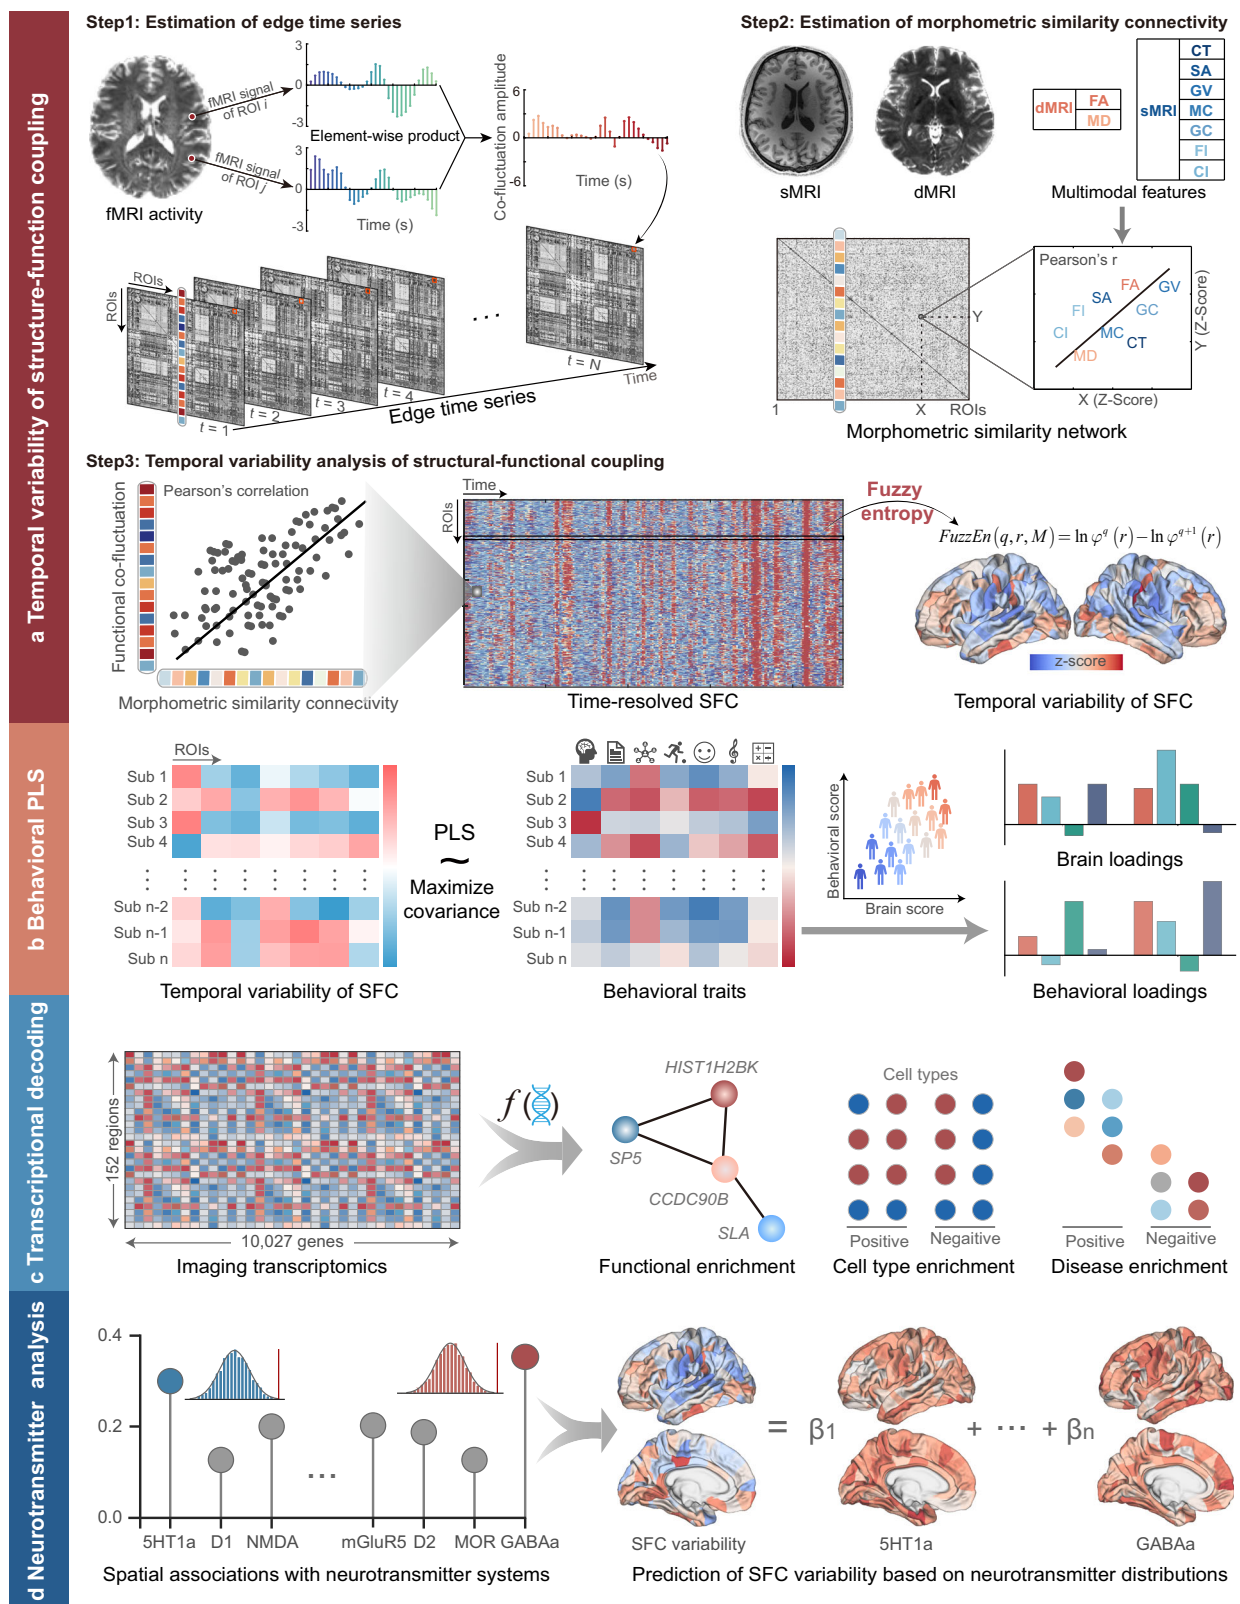 a Temporal variability of structure-function coupling
Step1: Estimation of edge time series
3
0
-3
fMRI signal
of ROI i
fMRI signal
of ROI j
fMRI activity
Element-wise product
3
0
-3
Time (s)
Co-fluctuation amplitude
6
0
-6
Time (s)
ROIs
ROIs
t = 1
t = 2
t = 3
t = 4
...
t = N
Time
Edge time series
Step2: Estimation of morphometric similarity connectivity
sMRI
dMRI
dMRI
FA
MD
sMRI
CT
SA
GV
MC
GC
FI
CI
Multimodal features
Y
1
X
ROIs
Morphometric similarity network
Pearson's r
FA
GV
SA
GC
FI
CI
MC
CT
MD
Y (Z-Score)
X (Z-Score)
Step3: Temporal variability analysis of structural-functional coupling
Functional co-fluctuation
Pearson's correlation
Morphometric similarity connectivity
Time
ROIs
Time-resolved SFC
Fuzzy
entropy
FuzzEn(q, r, M) = ln φ^q (r) − ln φ^{q+1} (r)
z-score
Temporal variability of SFC
b Behavioral PLS
ROIs
Sub 1
Sub 2
Sub 3
Sub 4
Sub n-2
Sub n-1
Sub n
Temporal variability of SFC
PLS
~
Maximize
covariance
Sub 1
Sub 2
Sub 3
Sub 4
Sub n-2
Sub n-1
Sub n
Behavioral traits
Behavioral score
Brain score
Brain loadings
Behavioral loadings
c Transcriptional decoding
152 regions
10,027 genes
Imaging transcriptomics
f ( )
HIST1H2BK
SP5
CCDC90B
SLA
Functional enrichment
Cell types
Positive
Negaitive
Cell type enrichment
Positive
Negaitive
Disease enrichment
d Neurotransmitter analysis
0.4
0.2
0.0
...
5HT1a
D1
NMDA
mGluR5
D2
MOR
GABAa
Spatial associations with neurotransmitter systems
SFC variability
=
β1
5HT1a
+ ... +
βn
GABAa
Prediction of SFC variability based on neurotransmitter distributions